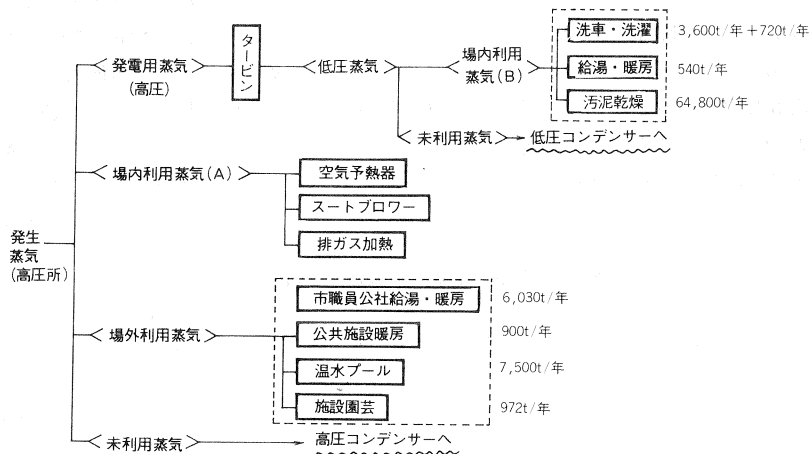 洗車・洗濯 3,600t/年+720t/年
タービン
発電用蒸気
(高圧)
低圧蒸気
場内利用
蒸気(B)
給湯・暖房 540t/年
汚泥乾燥 64,800t/年
未利用蒸気 低圧コンデンサーへ
場内利用蒸気(A)
空気予熱器
スートブロワー
排ガス加熱
発生
蒸気
(高圧所)
市職員公社給湯・暖房 6,030t/年
場外利用蒸気
公共施設暖房 900t/年
温水プール 7,500t/年
施設園芸 972t/年
未利用蒸気 高圧コンデンサーへ